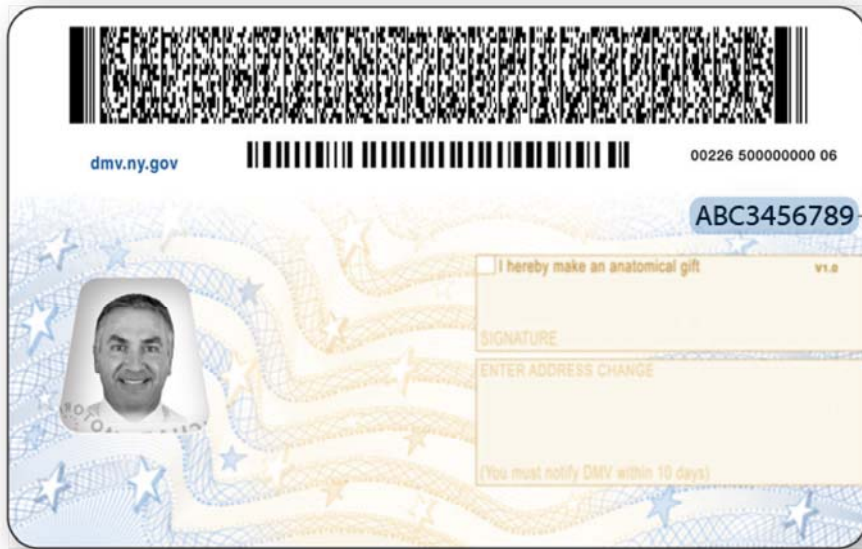 dmv.ny.gov
00226 500000000 06
ABC3456789
I hereby make an anatomical gift V1.0
SIGNATURE
ENTER ADDRESS CHANGE
(You must notify DMV within 10 days)